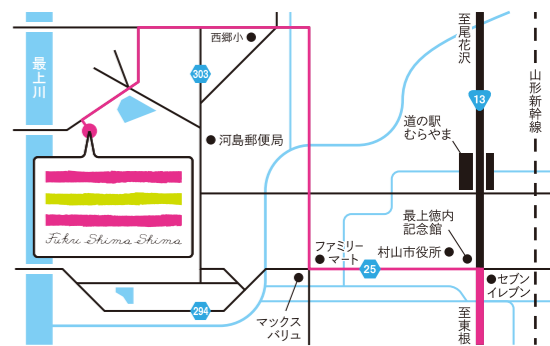 至尾花沢
西郷小
最上川
303
山形新幹線
13
道の駅
むらやま
河島郵便局
最上徳内
記念館
Fuku Shima Shima
ファミリー
マート
村山市役所
25
セブン
イレブン
294
マックス
バリュ
至東根